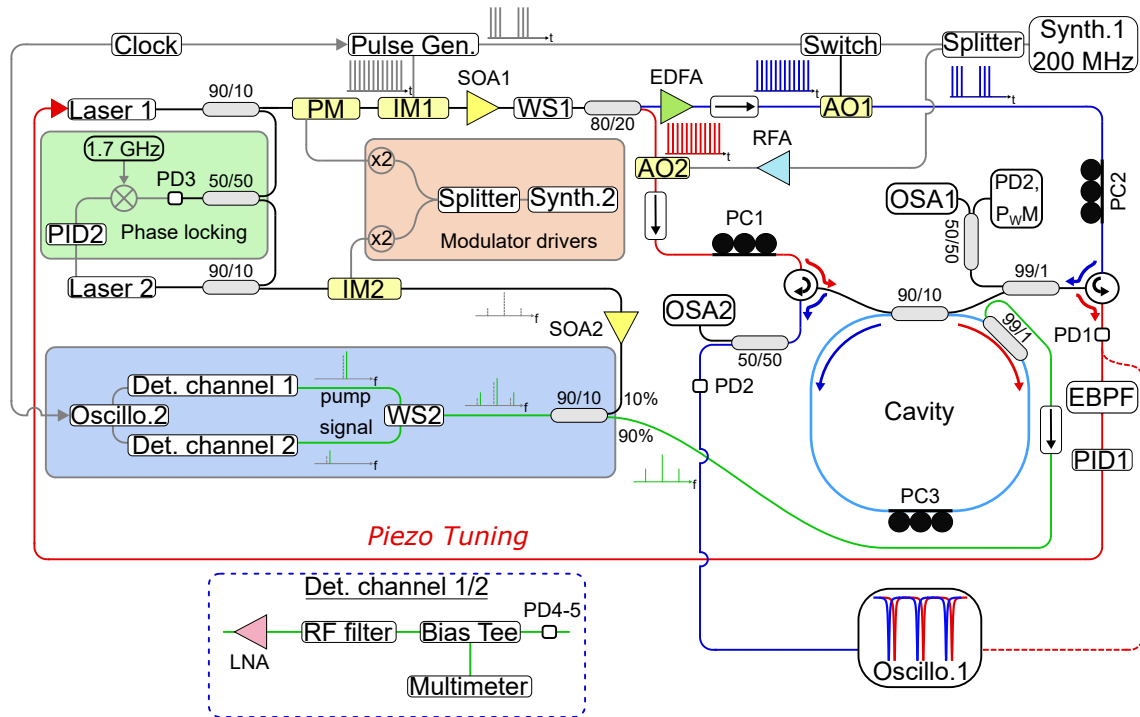 Clock
Pulse Gen.
t
Switch
Splitter
Synth.1
200 MHz
t
SOA1
EDFA
t
t
90/10
Laser 1
PM
IM1
WS1
80/20
AO1
t
RFA
AO2
1.7 GHz
PD3
50/50
x2
Splitter
Synth.2
x2
PID2
Phase locking
Modulator drivers
OSA1
PD2,
PWM
PC2
50/50
PC1
90/10
Laser 2
IM2
99/1
f
SOA2
OSA2
90/10
99/1
PD1
50/50
PD2
Det. channel 1
f
pump
Oscillo.2
WS2
f
90/10
10%
signal
Det. channel 2
f
90%
f
Cavity
EBPF
PID1
PC3
Piezo Tuning
Det. channel 1/2
PD4-5
RF filter
Bias Tee
LNA
Multimeter
Oscillo.1